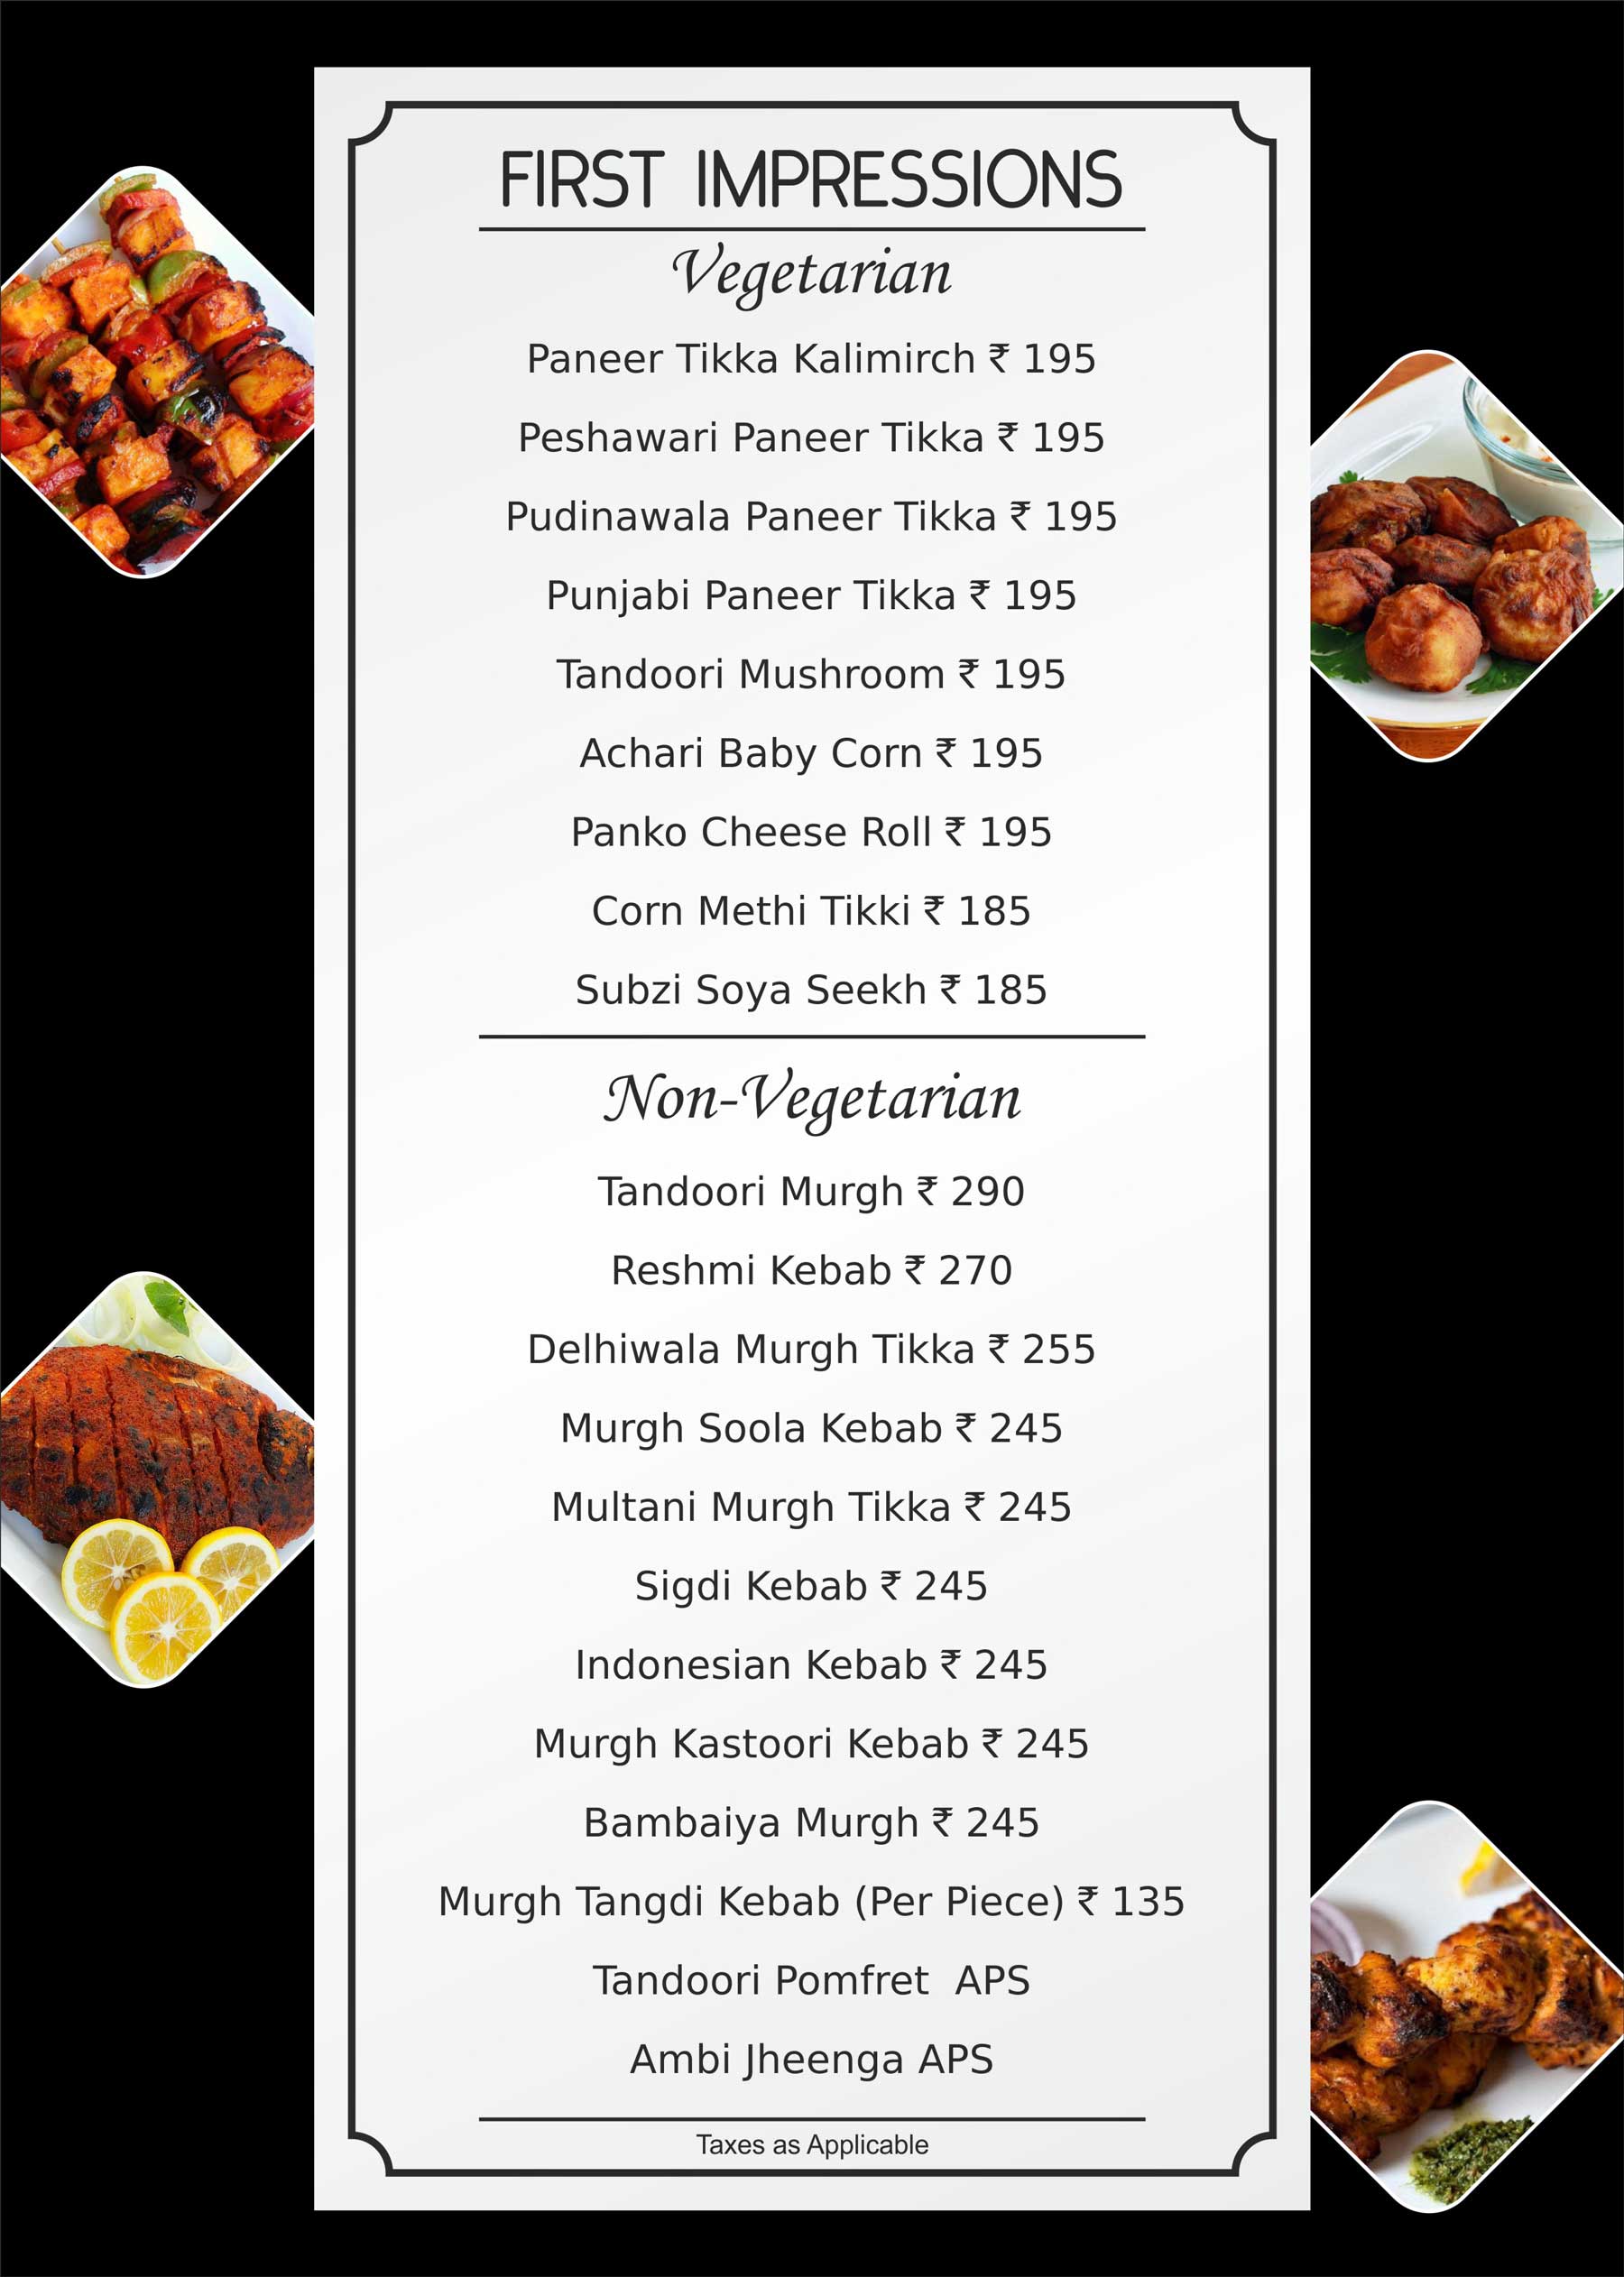 FIRST IMPRESSIONS
Vegetarian
Paneer Tikka Kalimirch ₹ 195
Peshawari Paneer Tikka ₹ 195
Pudinawala Paneer Tikka ₹ 195
Punjabi Paneer Tikka ₹ 195
Tandoori Mushroom ₹ 195
Achari Baby Corn ₹ 195
Panko Cheese Roll ₹ 195
Corn Methi Tikki ₹ 185
Subzi Soya Seekh ₹ 185
Non-Vegetarian
Tandoori Murgh ₹ 290
Reshmi Kebab ₹ 270
Delhiwala Murgh Tikka ₹ 255
Murgh Soola Kebab ₹ 245
Multani Murgh Tikka ₹ 245
Sigdi Kebab ₹ 245
Indonesian Kebab ₹ 245
Murgh Kastoori Kebab ₹ 245
Bambaiya Murgh ₹ 245
Murgh Tangdi Kebab (Per Piece) ₹ 135
Tandoori Pomfret  APS
Ambi Jheenga APS
Taxes as Applicable